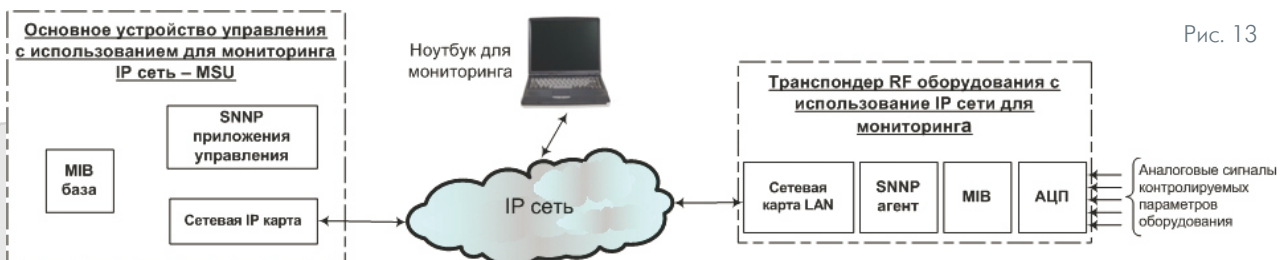 Основное устройство управления
с использованием для мониторинга
IP сеть – MSU
SNNP
приложения
управления
MIB
база
Сетевая IP карта
Ноутбук для
мониторинга
IP сеть
Рис. 13
Транспондер RF оборудования с
использование IP сети для
мониторинга
Сетевая
карта LAN
SNNP
агент
MIB
АЦП
Аналоговые сигналы
контролируемых
параметров
оборудования